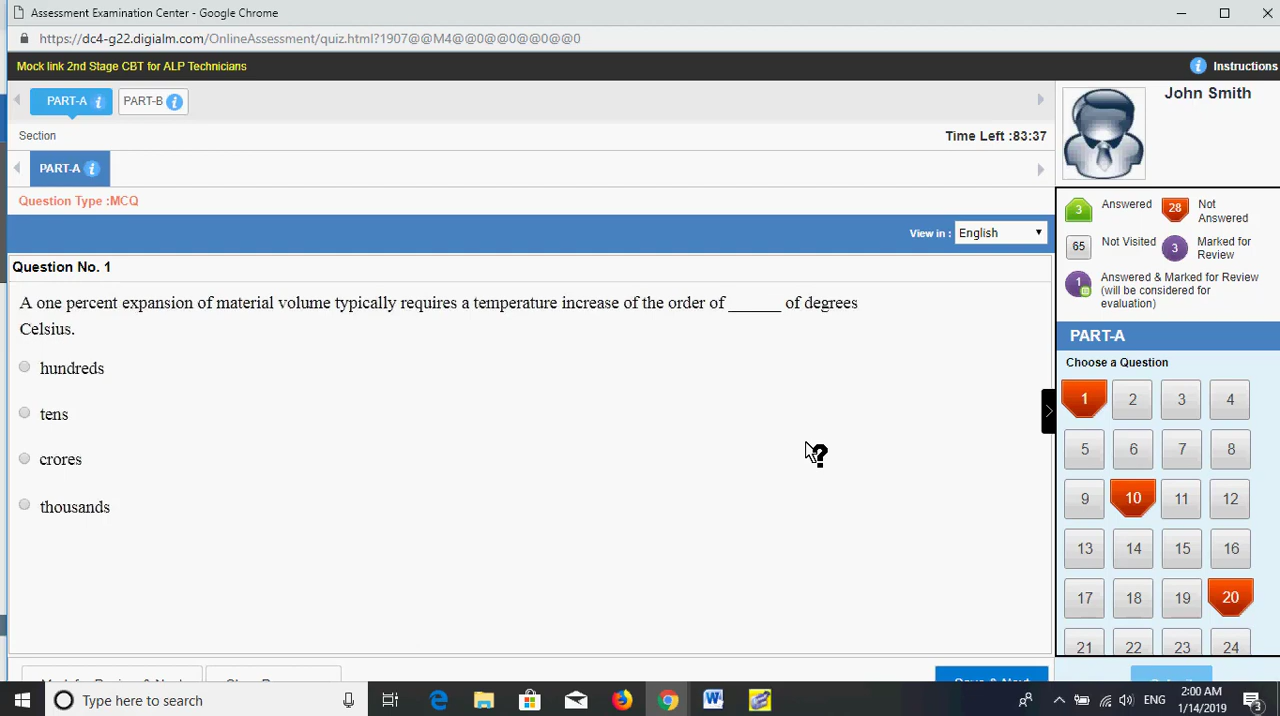 Assessment Examination Center - Google Chrome
https://dc4-g22.digialm.com/OnlineAssessment/quiz.html?1907@@M4@@0@@0@@0@@0
Mock link 2nd Stage CBT for ALP Technicians
i Instructions
PART-A i
PART-B i
John Smith
Section
Time Left :83:37
PART-A i
Question Type :MCQ
3 Answered
28 Not Answered
View in : English
65 Not Visited
3 Marked for Review
Question No. 1
1 Answered & Marked for Review (will be considered for evaluation)
A one percent expansion of material volume typically requires a temperature increase of the order of ______ of degrees
Celsius.
hundreds
tens
crores
thousands
PART-A
Choose a Question
1 2 3 4
5 6 7 8
9 10 11 12
13 14 15 16
17 18 19 20
21 22 23 24
Type here to search
ENG
2:00 AM
1/14/2019
3